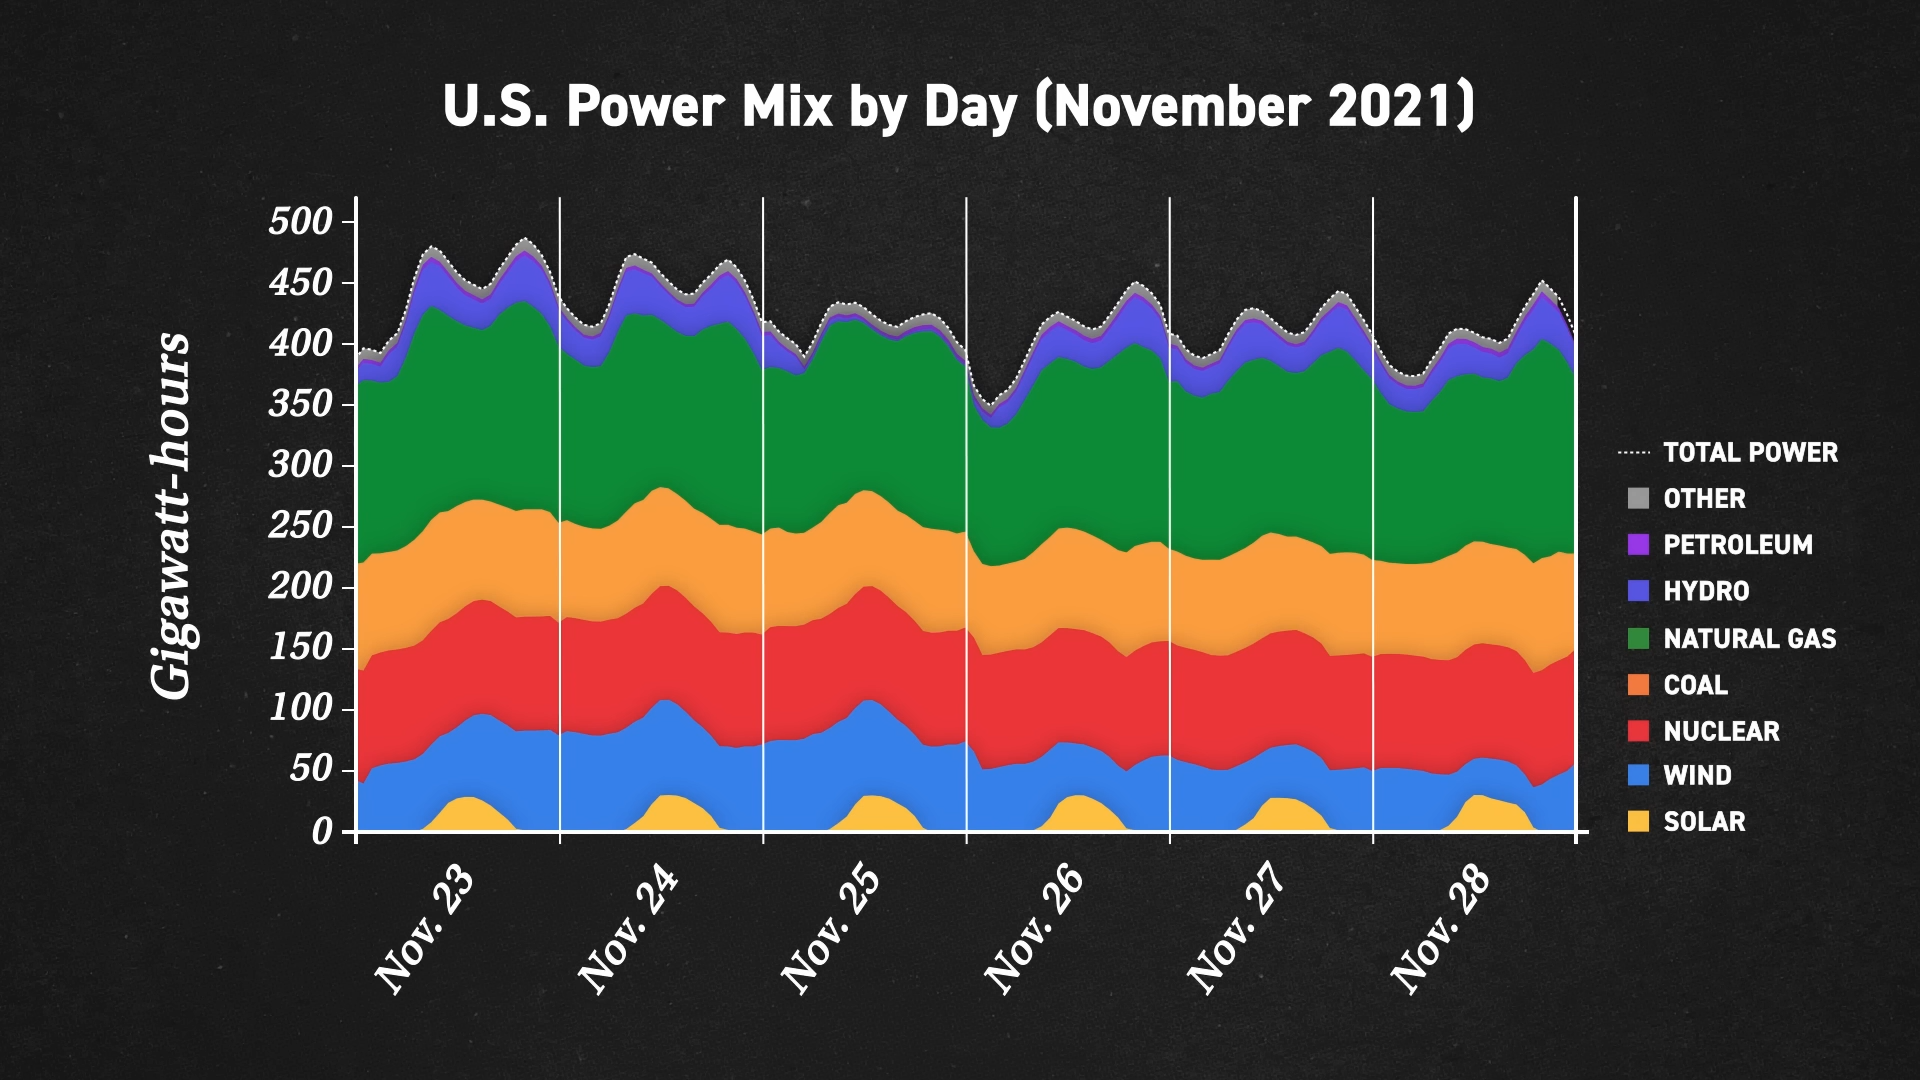 U.S. Power Mix by Day (November 2021)
Gigawatt-hours
500
450
400
350
300
250
200
150
100
50
0
Nov. 23
Nov. 24
Nov. 25
Nov. 26
Nov. 27
Nov. 28
TOTAL POWER
OTHER
PETROLEUM
HYDRO
NATURAL GAS
COAL
NUCLEAR
WIND
SOLAR